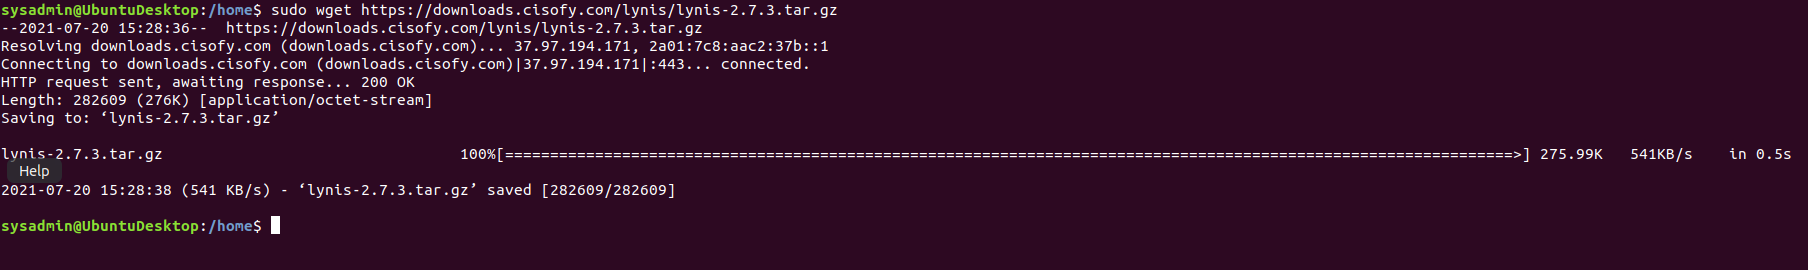 sysadmin@UbuntuDesktop:/home$ sudo wget https://downloads.cisofy.com/lynis/lynis-2.7.3.tar.gz
--2021-07-20 15:28:36--  https://downloads.cisofy.com/lynis/lynis-2.7.3.tar.gz
Resolving downloads.cisofy.com (downloads.cisofy.com)... 37.97.194.171, 2a01:7c8:aac2:37b::1
Connecting to downloads.cisofy.com (downloads.cisofy.com)|37.97.194.171|:443... connected.
HTTP request sent, awaiting response... 200 OK
Length: 282609 (276K) [application/octet-stream]
Saving to: ‘lynis-2.7.3.tar.gz’
lynis-2.7.3.tar.gz 100%[================================================================================================================>] 275.99K 541KB/s in 0.5s
Help
2021-07-20 15:28:38 (541 KB/s) - ‘lynis-2.7.3.tar.gz’ saved [282609/282609]
sysadmin@UbuntuDesktop:/home$